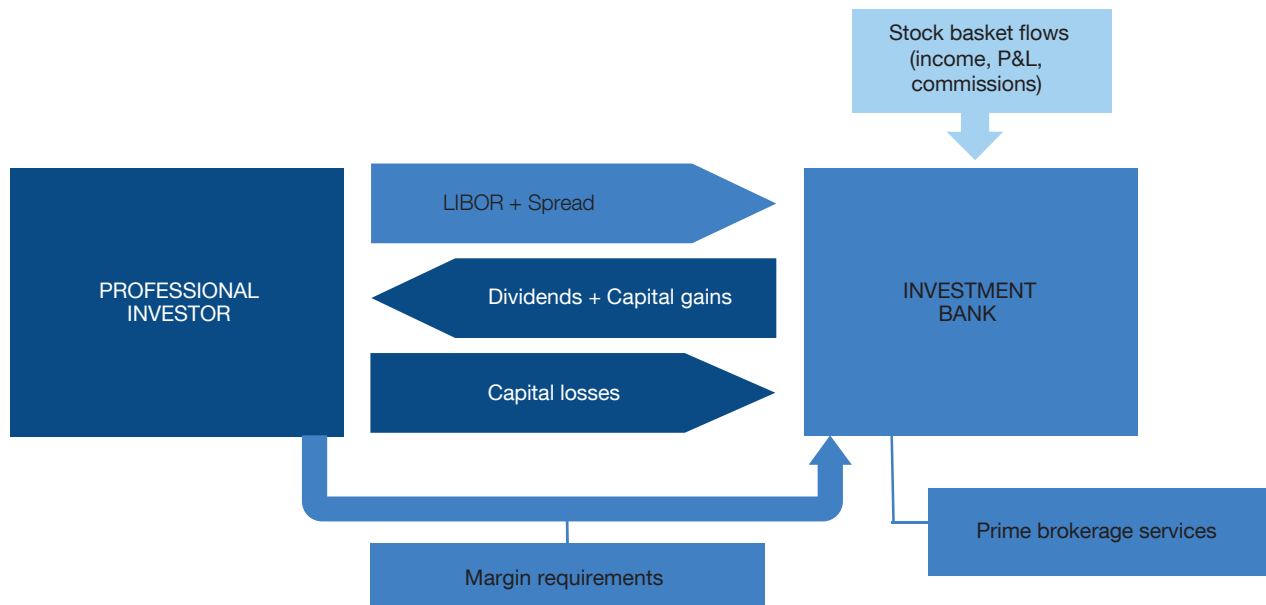 Stock basket flows
(income, P&L,
commissions)
LIBOR + Spread
PROFESSIONAL
INVESTOR
Dividends + Capital gains
INVESTMENT
BANK
Capital losses
Prime brokerage services
Margin requirements